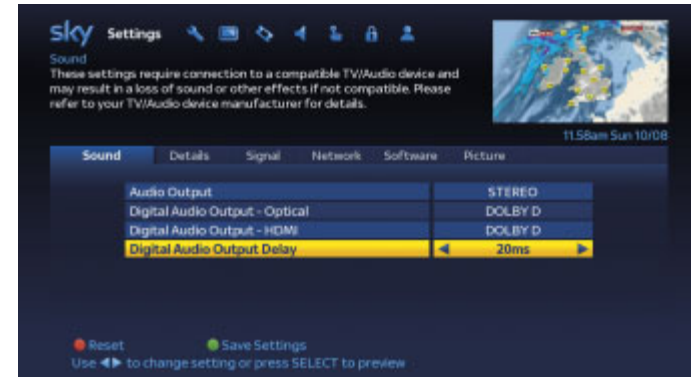 sky Settings
Sound
These settings require connection to a compatible TV/Audio device and
may result in a loss of sound or other effects if not compatible. Please
refer to your TV/Audio device manufacturer for details.
11.58am Sun 10/08
Sound Details Signal Network Software Picture
Audio Output STEREO
Digital Audio Output - Optical DOLBY D
Digital Audio Output - HDMI DOLBY D
Digital Audio Output Delay 20ms
Reset Save Settings
Use ◀▶ to change setting or press SELECT to preview